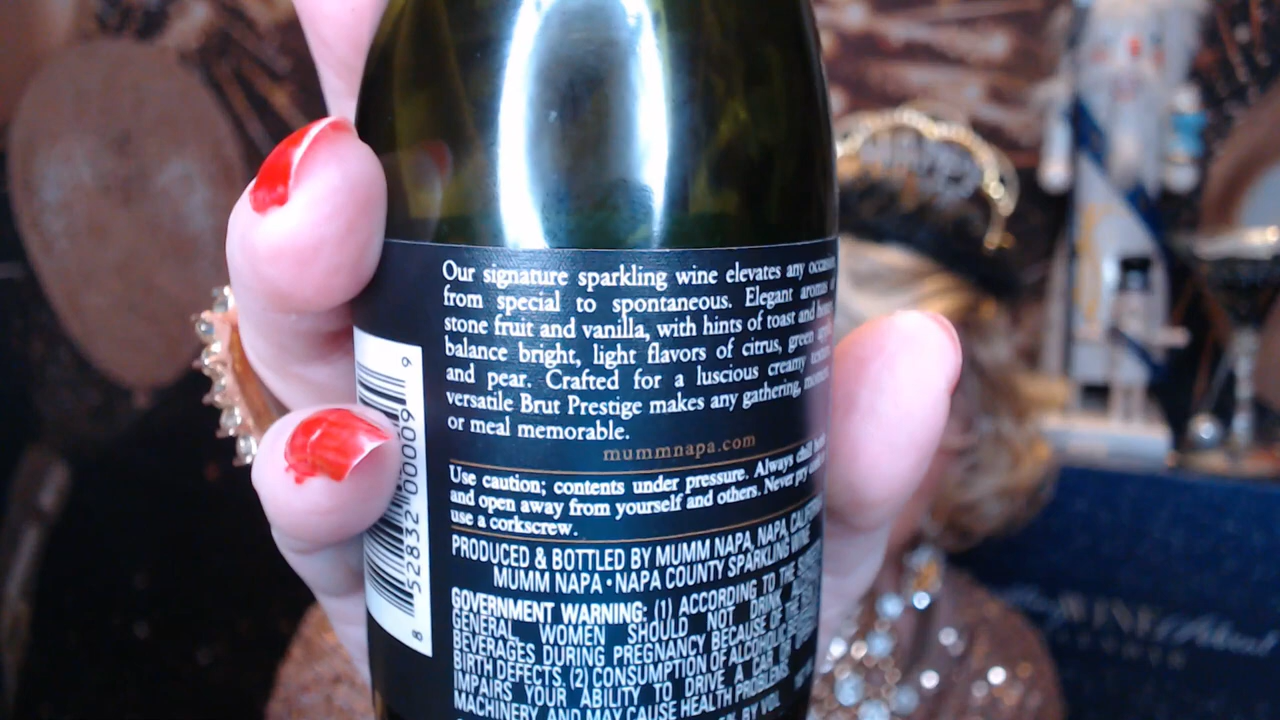 Our signature sparkling wine elevates any
from special to spontaneous. Elegant aromas
stone fruit and vanilla, with hints of toast and
balance bright, light flavors of citrus, green
and pear. Crafted for a luscious creamy
versatile Brut Prestige makes any gathering,
or meal memorable.
mummnapa.com
Use caution; contents under pressure. Always chill
and open away from yourself and others. Never pry
use a corkscrew.
PRODUCED & BOTTLED BY MUMM NAPA, NAPA,
MUMM NAPA • NAPA COUNTY SPARKLING WINE
GOVERNMENT WARNING: (1) ACCORDING TO THE
GENERAL, WOMEN SHOULD NOT DRINK
BEVERAGES DURING PREGNANCY BECAUSE OF THE
BIRTH DEFECTS. (2) CONSUMPTION OF ALCOHOLIC
IMPAIRS YOUR ABILITY TO DRIVE A CAR OR
MACHINERY, AND MAY CAUSE HEALTH PROBLEMS.
BY VOL
8 52832 00009 9
WINE